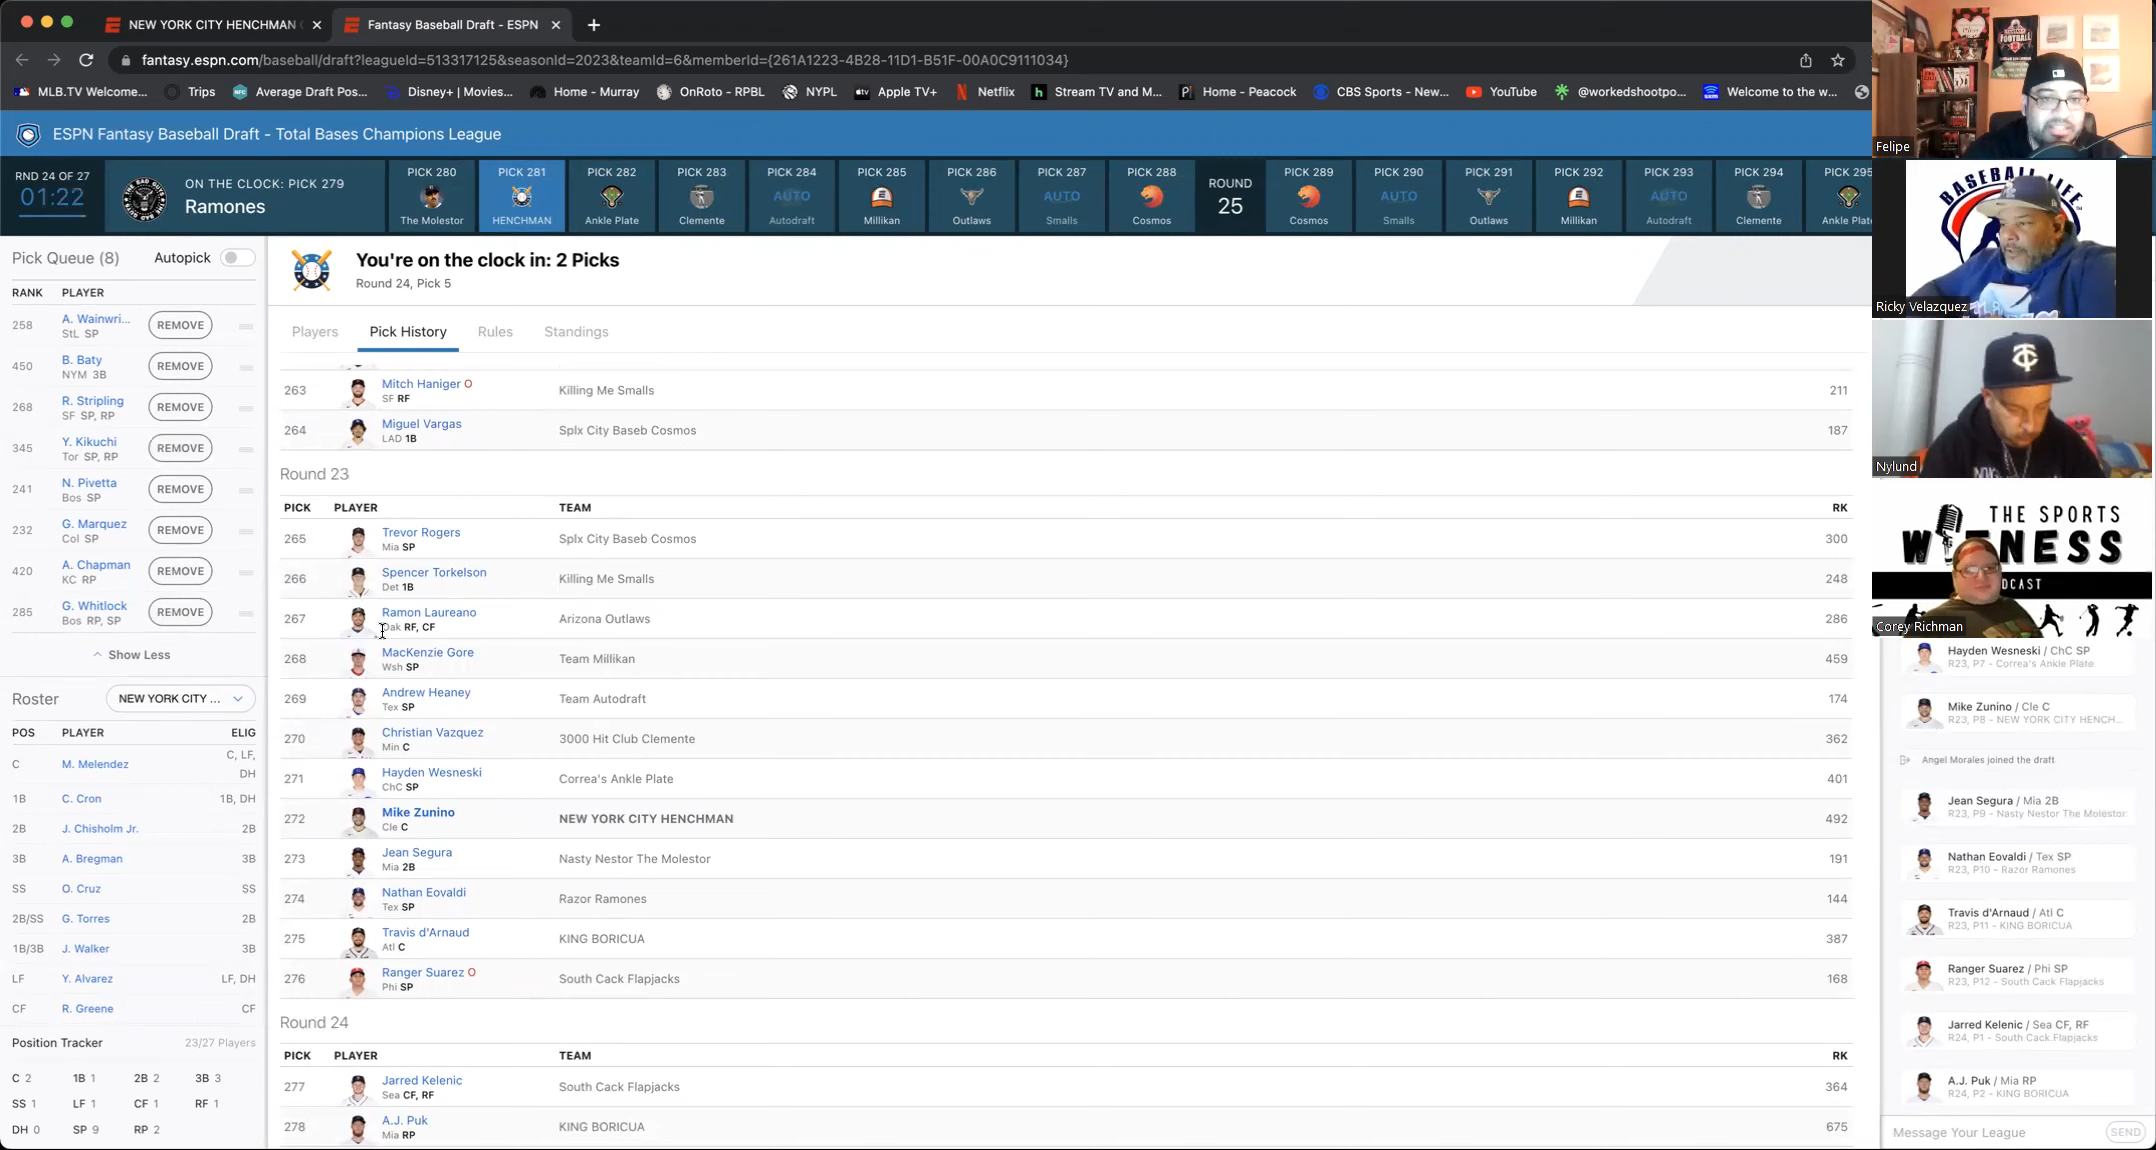 NEW YORK CITY HENCHMAN
Fantasy Baseball Draft - ESPN
fantasy.espn.com/baseball/draft?leagueId=513317125&seasonId=2023&teamId=6&memberId={261A1223-4B28-11D1-B51F-00A0C9111034}
MLB.TV Welcome... Trips Average Draft Pos... Disney+ | Movies... Home - Murray OnRoto - RPBL NYPL Apple TV+ Netflix Stream TV and M... Home - Peacock CBS Sports - New... YouTube @workedshootpo... Welcome to the w...
ESPN Fantasy Baseball Draft - Total Bases Champions League
RND 24 OF 27
01:22
ON THE CLOCK: PICK 279
Ramones
PICK 280
The Molestor
PICK 281
HENCHMAN
PICK 282
Ankle Plate
PICK 283
Clemente
PICK 284
AUTO
Autodraft
PICK 285
Millikan
PICK 286
Outlaws
PICK 287
AUTO
Smalls
PICK 288
Cosmos
ROUND
25
PICK 289
Cosmos
PICK 290
AUTO
Smalls
PICK 291
Outlaws
PICK 292
Millikan
PICK 293
AUTO
Autodraft
PICK 294
Clemente
PICK 295
Ankle Plate
Pick Queue (8)
Autopick
RANK PLAYER
258 A. Wainwri... StL SP REMOVE
450 B. Baty NYM 3B REMOVE
268 R. Stripling SF SP, RP REMOVE
345 Y. Kikuchi Tor SP, RP REMOVE
241 N. Pivetta Bos SP REMOVE
232 G. Marquez Col SP REMOVE
420 A. Chapman KC RP REMOVE
285 G. Whitlock Bos RP, SP REMOVE
Show Less
Roster NEW YORK CITY ...
POS PLAYER ELIG
C M. Melendez C, LF, DH
1B C. Cron 1B, DH
2B J. Chisholm Jr. 2B
3B A. Bregman 3B
SS O. Cruz SS
2B/SS G. Torres 2B
1B/3B J. Walker 3B
LF Y. Alvarez LF, DH
CF R. Greene CF
Position Tracker 23/27 Players
C 2 1B 1 2B 2 3B 3
SS 1 LF 1 CF 1 RF 1
DH 0 SP 9 RP 2
You're on the clock in: 2 Picks
Round 24, Pick 5
Players Pick History Rules Standings
263 Mitch Haniger O SF RF Killing Me Smalls 211
264 Miguel Vargas LAD 1B Splx City Baseb Cosmos 187
Round 23
PICK PLAYER TEAM RK
265 Trevor Rogers Mia SP Splx City Baseb Cosmos 300
266 Spencer Torkelson Det 1B Killing Me Smalls 248
267 Ramon Laureano Oak RF, CF Arizona Outlaws 286
268 MacKenzie Gore Wsh SP Team Millikan 459
269 Andrew Heaney Tex SP Team Autodraft 174
270 Christian Vazquez Min C 3000 Hit Club Clemente 362
271 Hayden Wesneski ChC SP Correa's Ankle Plate 401
272 Mike Zunino Cle C NEW YORK CITY HENCHMAN 492
273 Jean Segura Mia 2B Nasty Nestor The Molestor 191
274 Nathan Eovaldi Tex SP Razor Ramones 144
275 Travis d'Arnaud Atl C KING BORICUA 387
276 Ranger Suarez O Phi SP South Cack Flapjacks 168
Round 24
PICK PLAYER TEAM RK
277 Jarred Kelenic Sea CF, RF South Cack Flapjacks 364
278 A.J. Puk Mia RP KING BORICUA 675
Felipe
BASEBALL LIFE
Ricky Velazquez
TC
Nylund
THE SPORTS
WITNESS
Corey Richman
Hayden Wesneski / ChC SP
R23, P7 - Correa's Ankle Plate
Mike Zunino / Cle C
R23, P8 - NEW YORK CITY HENCH...
Angel Morales joined the draft
Jean Segura / Mia 2B
R23, P9 - Nasty Nestor The Molestor
Nathan Eovaldi / Tex SP
R23, P10 - Razor Ramones
Travis d'Arnaud / Atl C
R23, P11 - KING BORICUA
Ranger Suarez / Phi SP
R23, P12 - South Cack Flapjacks
Jarred Kelenic / Sea CF, RF
R24, P1 - South Cack Flapjacks
A.J. Puk / Mia RP
R24, P2 - KING BORICUA
Message Your League SEND